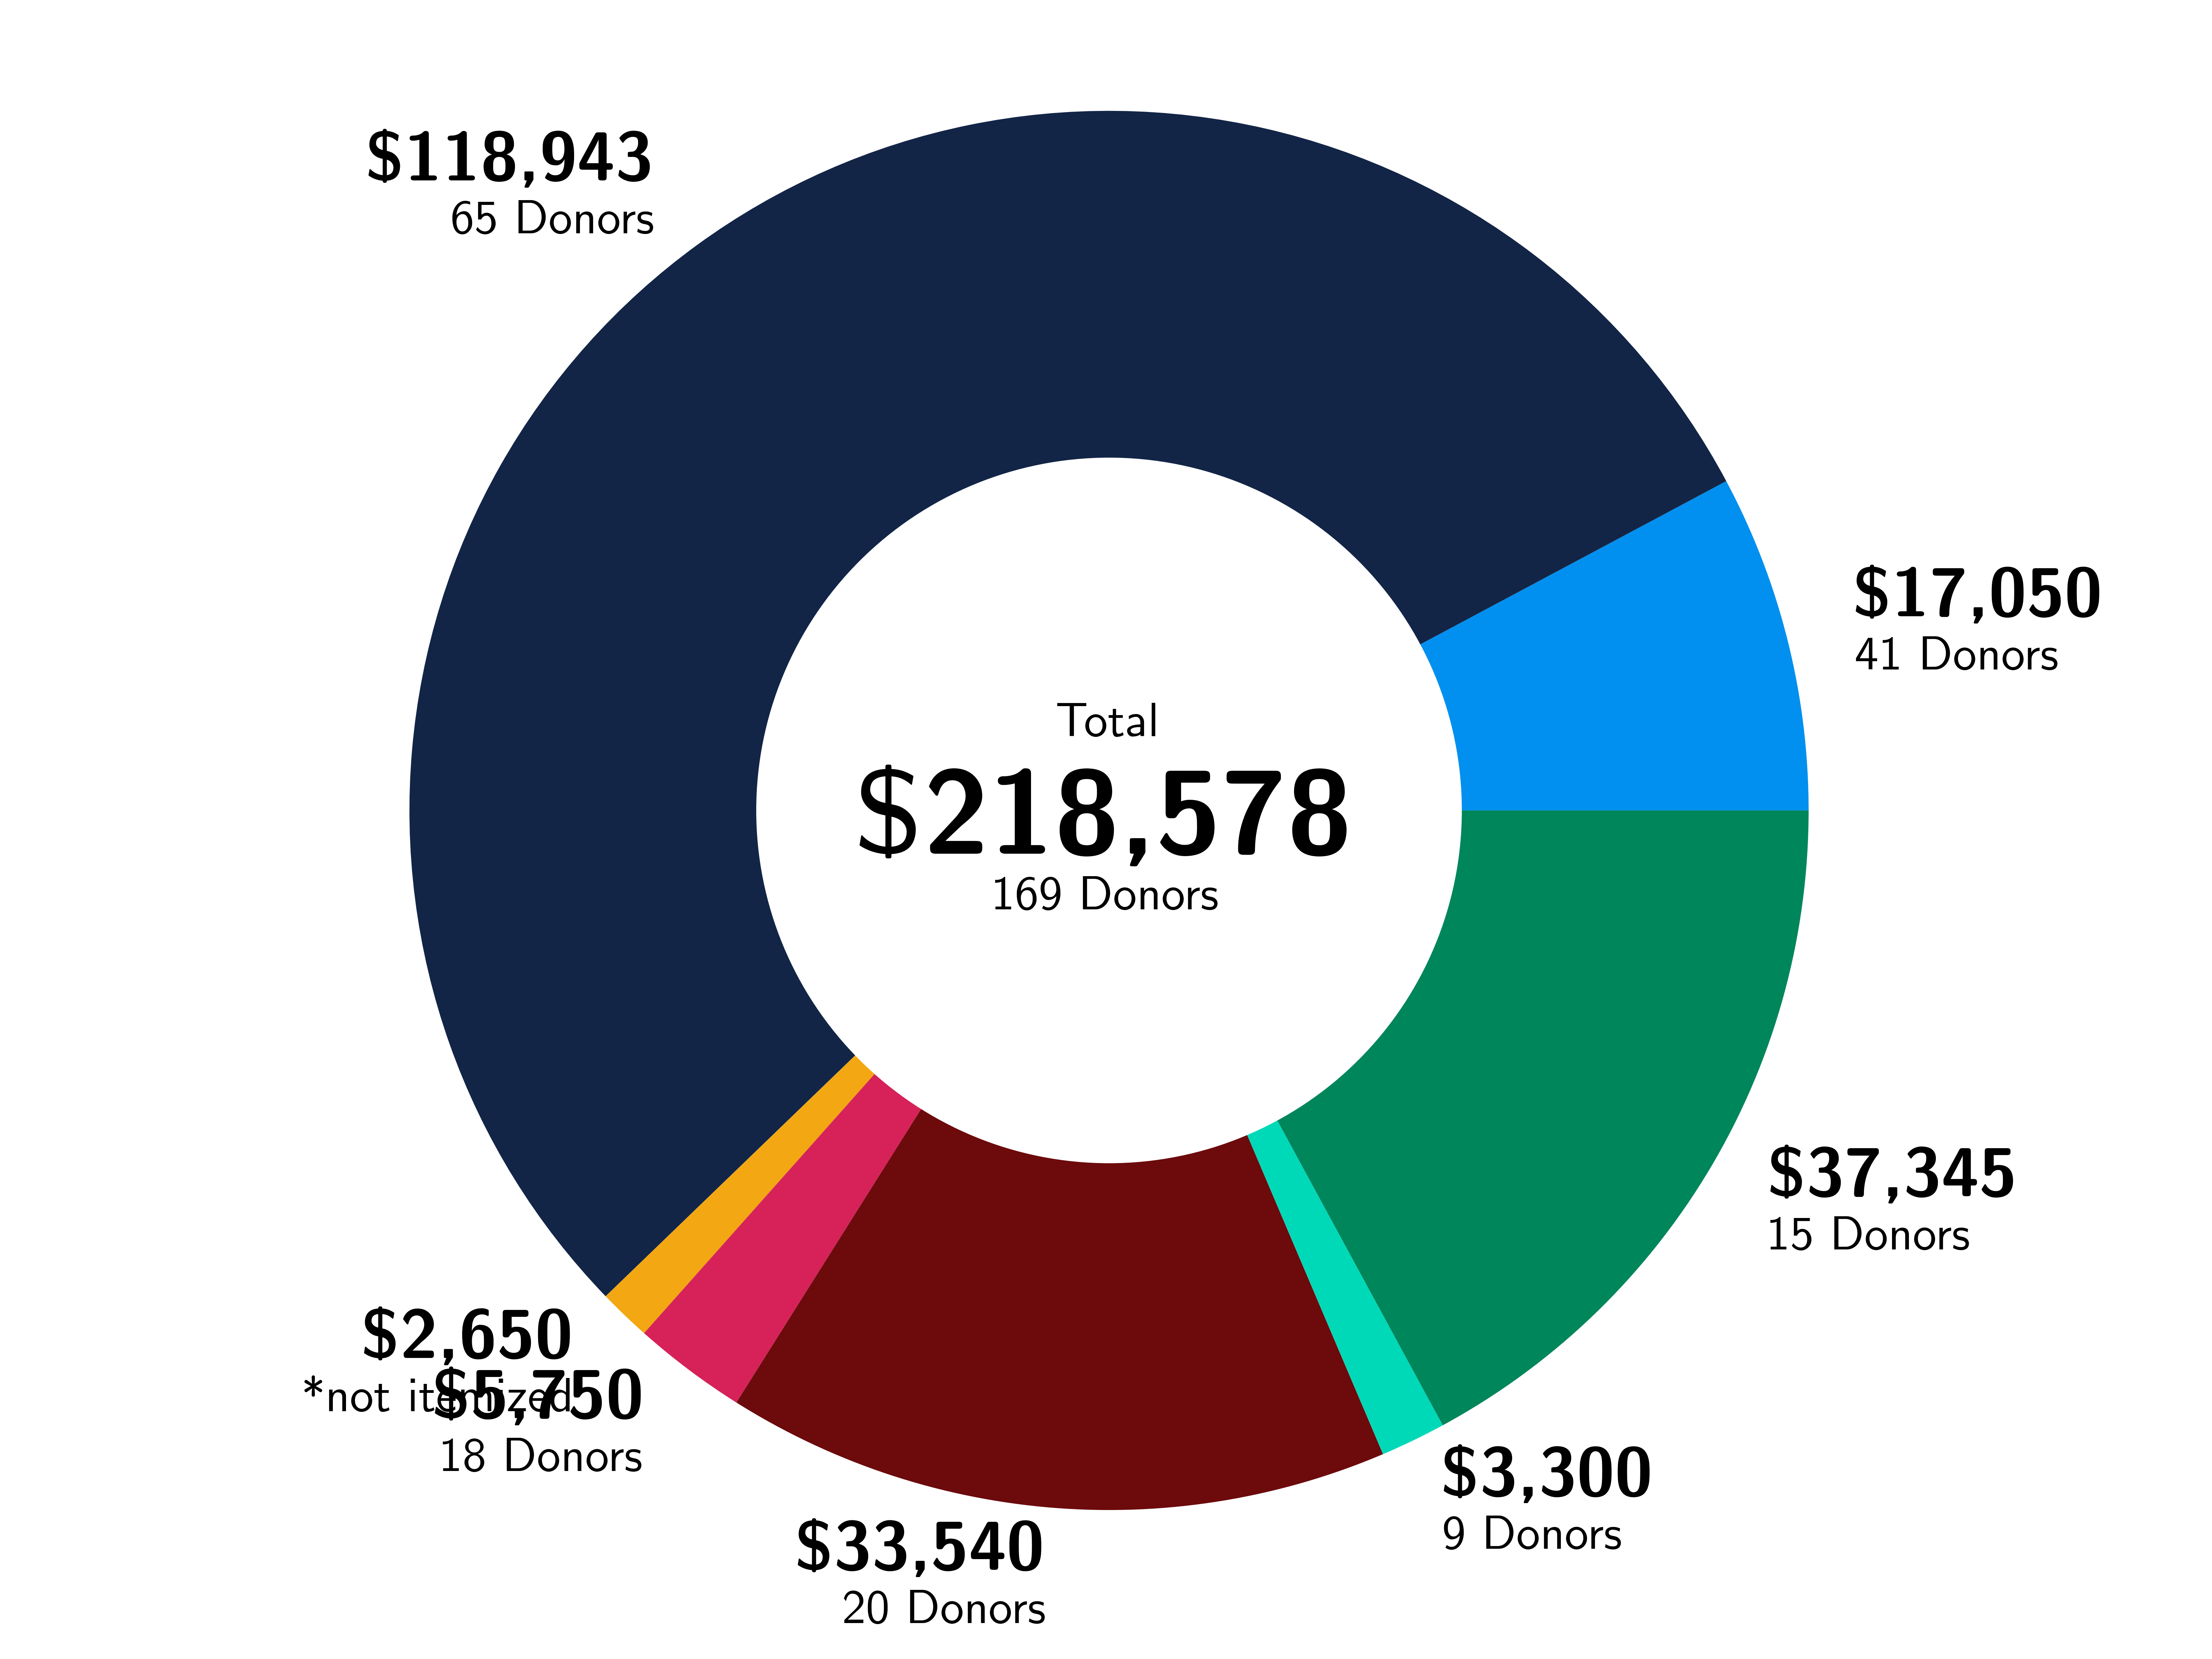 $118,943
65 Donors
$17,050
41 Donors
Total
$218,578
169 Donors
$37,345
15 Donors
$2,650
*not itemized
$5,750
18 Donors
$3,300
9 Donors
$33,540
20 Donors